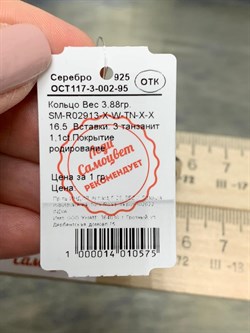 Серебро 925
ОСТ117-3-002-95
ОТК
Кольцо Вес 3.88гр.
SM-R02913-X-W-TN-X-X
16.5 Вставки: 3 танзанит
1,1ct Покрытие
родирование
Леди
Самоцвет
РЕКОМЕНДУЕТ
Цена за 1 гр
Цена
1 000014 010575